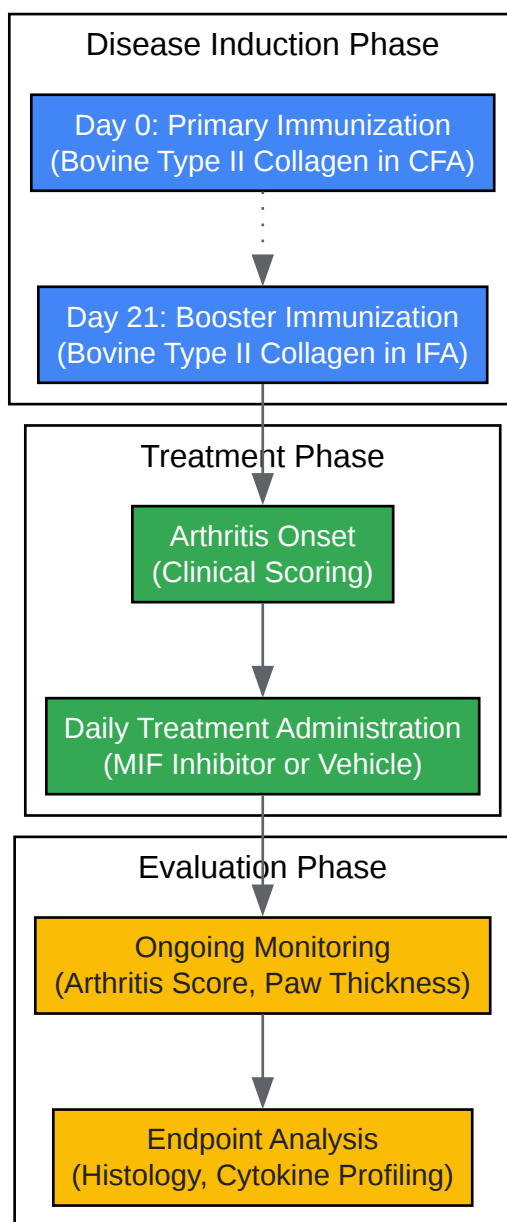 Disease Induction Phase
Day 0: Primary Immunization
(Bovine Type II Collagen in CFA)
Day 21: Booster Immunization
(Bovine Type II Collagen in IFA)
Treatment Phase
Arthritis Onset
(Clinical Scoring)
Daily Treatment Administration
(MIF Inhibitor or Vehicle)
Evaluation Phase
Ongoing Monitoring
(Arthritis Score, Paw Thickness)
Endpoint Analysis
(Histology, Cytokine Profiling)